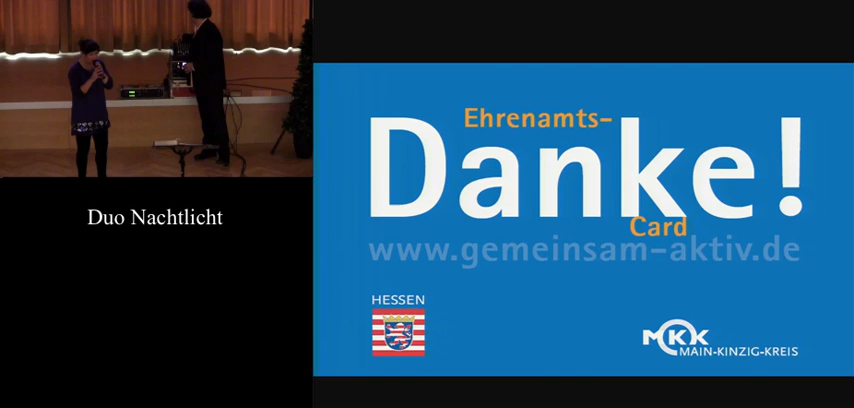 Duo Nachtlicht
Ehrenamts-
Danke!
Card
www.gemeinsam-aktiv.de
HESSEN
MKK
MAIN-KINZIG-KREIS